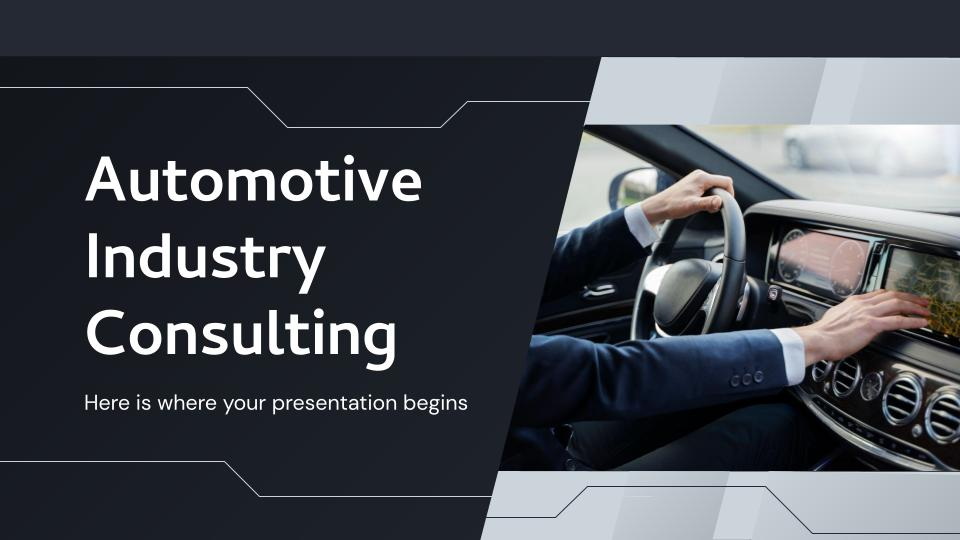 Automotive
Industry
Consulting
Here is where your presentation begins